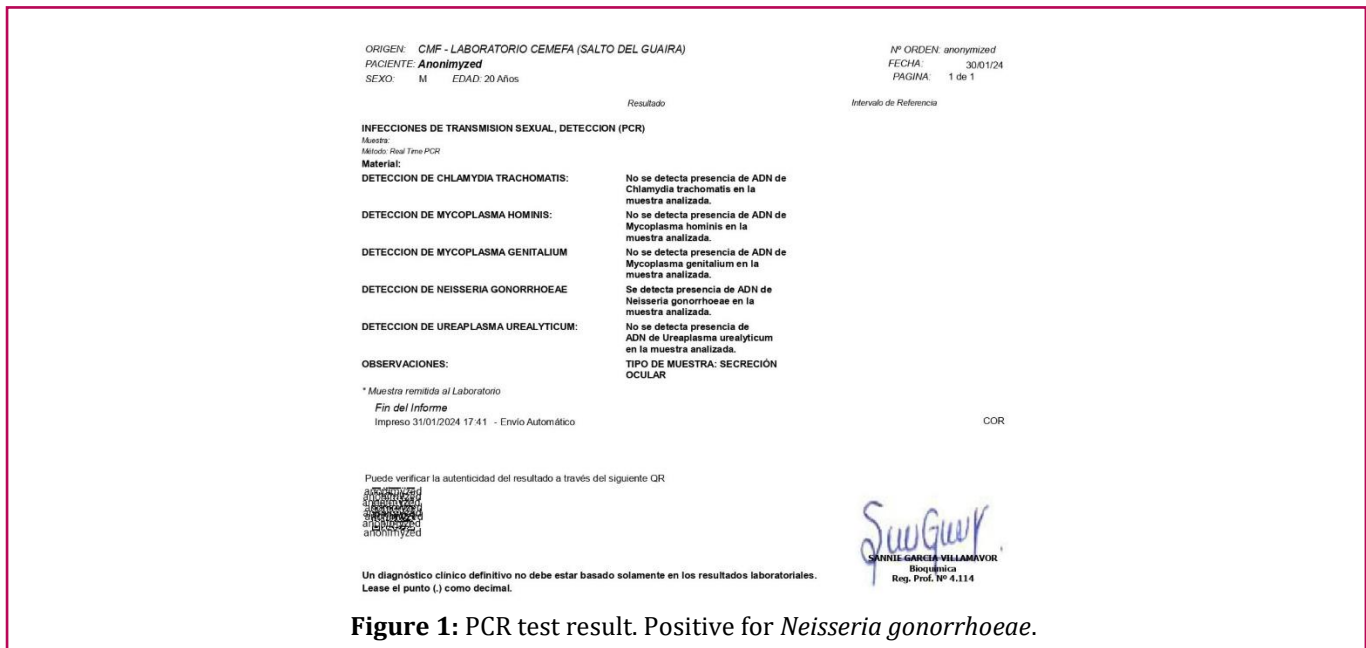 ORIGEN: CMF - LABORATORIO CEMEFA (SALTO DEL GUAIRA) Nº ORDEN: anonymized
PACIENTE: Anonimyzed FECHA: 30/01/24
SEXO: M EDAD: 20 Años PAGINA: 1 de 1
Resultado Intervalo de Referencia
INFECCIONES DE TRANSMISION SEXUAL, DETECCION (PCR)
Muestra:
Método: Real Time PCR
Material:
DETECCION DE CHLAMYDIA TRACHOMATIS: No se detecta presencia de ADN de
Chlamydia trachomatis en la
muestra analizada.
DETECCION DE MYCOPLASMA HOMINIS: No se detecta presencia de ADN de
Mycoplasma hominis en la
muestra analizada.
DETECCION DE MYCOPLASMA GENITALIUM No se detecta presencia de ADN de
Mycoplasma genitalium en la
muestra analizada.
DETECCION DE NEISSERIA GONORRHOEAE Se detecta presencia de ADN de
Neisseria gonorrhoeae en la
muestra analizada.
DETECCION DE UREAPLASMA UREALYTICUM: No se detecta presencia de
ADN de Ureaplasma urealyticum
en la muestra analizada.
OBSERVACIONES: TIPO DE MUESTRA: SECRECIÓN
OCULAR
* Muestra remitida al Laboratorio
Fin del Informe
Impreso 31/01/2024 17:41 - Envío Automático COR
Puede verificar la autenticidad del resultado a través del siguiente QR
anonimyzed
SANNIE GARCIA VILLAMAYOR
Bioquímica
Reg. Prof. Nº 4.114
Un diagnóstico clínico definitivo no debe estar basado solamente en los resultados laboratoriales.
Lease el punto (.) como decimal.
Figure 1: PCR test result. Positive for Neisseria gonorrhoeae.